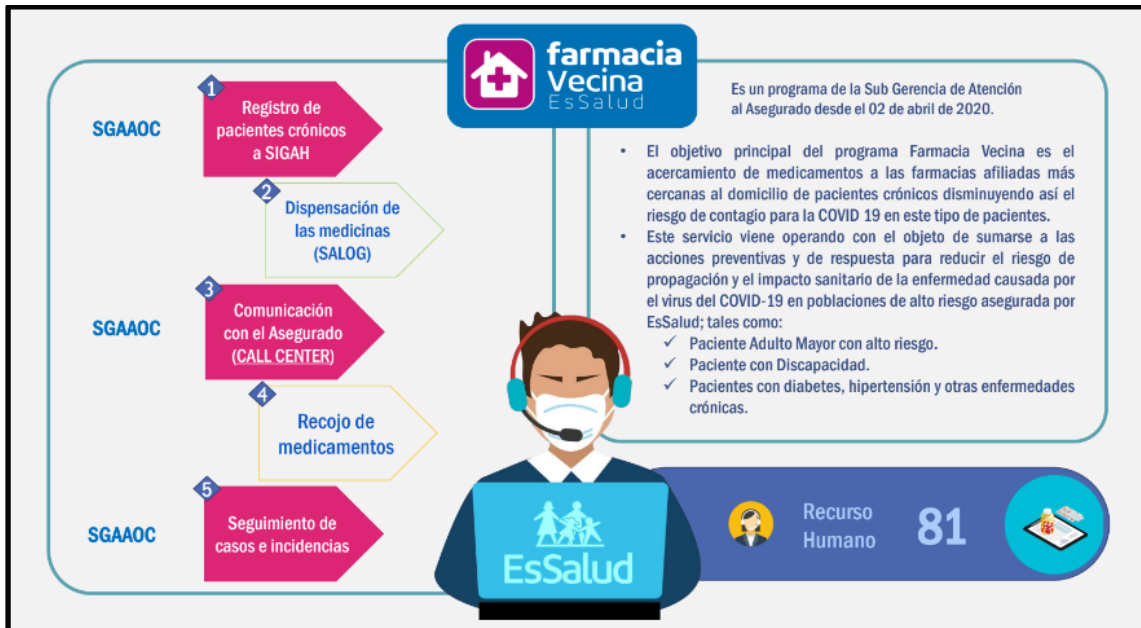 farmacia
Vecina
EsSalud
SGAAOC
1
Registro de
pacientes crónicos
a SIGAH
2
Dispensación de
las medicinas
(SALOG)
SGAAOC
3
Comunicación
con el Asegurado
(CALL CENTER)
4
Recojo de
medicamentos
SGAAOC
5
Seguimiento de
casos e incidencias
Es un programa de la Sub Gerencia de Atención
al Asegurado desde el 02 de abril de 2020.
• El objetivo principal del programa Farmacia Vecina es el
acercamiento de medicamentos a las farmacias afiliadas más
cercanas al domicilio de pacientes crónicos disminuyendo así el
riesgo de contagio para la COVID 19 en este tipo de pacientes.
• Este servicio viene operando con el objeto de sumarse a las
acciones preventivas y de respuesta para reducir el riesgo de
propagación y el impacto sanitario de la enfermedad causada por
el virus del COVID-19 en poblaciones de alto riesgo asegurada por
EsSalud; tales como:
✓ Paciente Adulto Mayor con alto riesgo.
✓ Paciente con Discapacidad.
✓ Pacientes con diabetes, hipertensión y otras enfermedades
crónicas.
EsSalud
Recurso
Humano
81